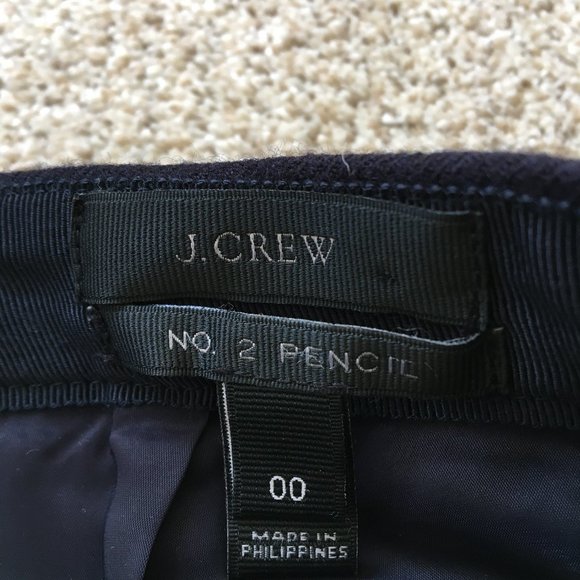 J.CREW
NO. 2 PENCIL
00
MADE IN
PHILIPPINES